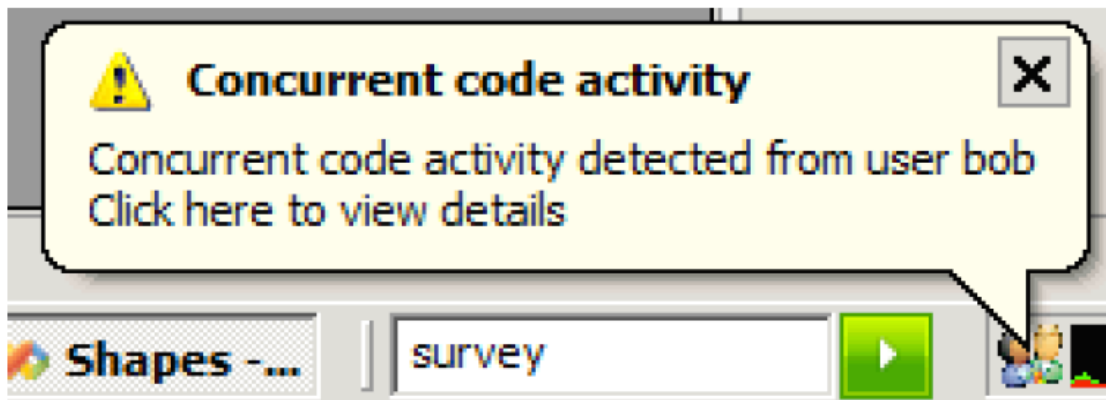 Concurrent code activity
Concurrent code activity detected from user bob
Click here to view details
Shapes -...
survey